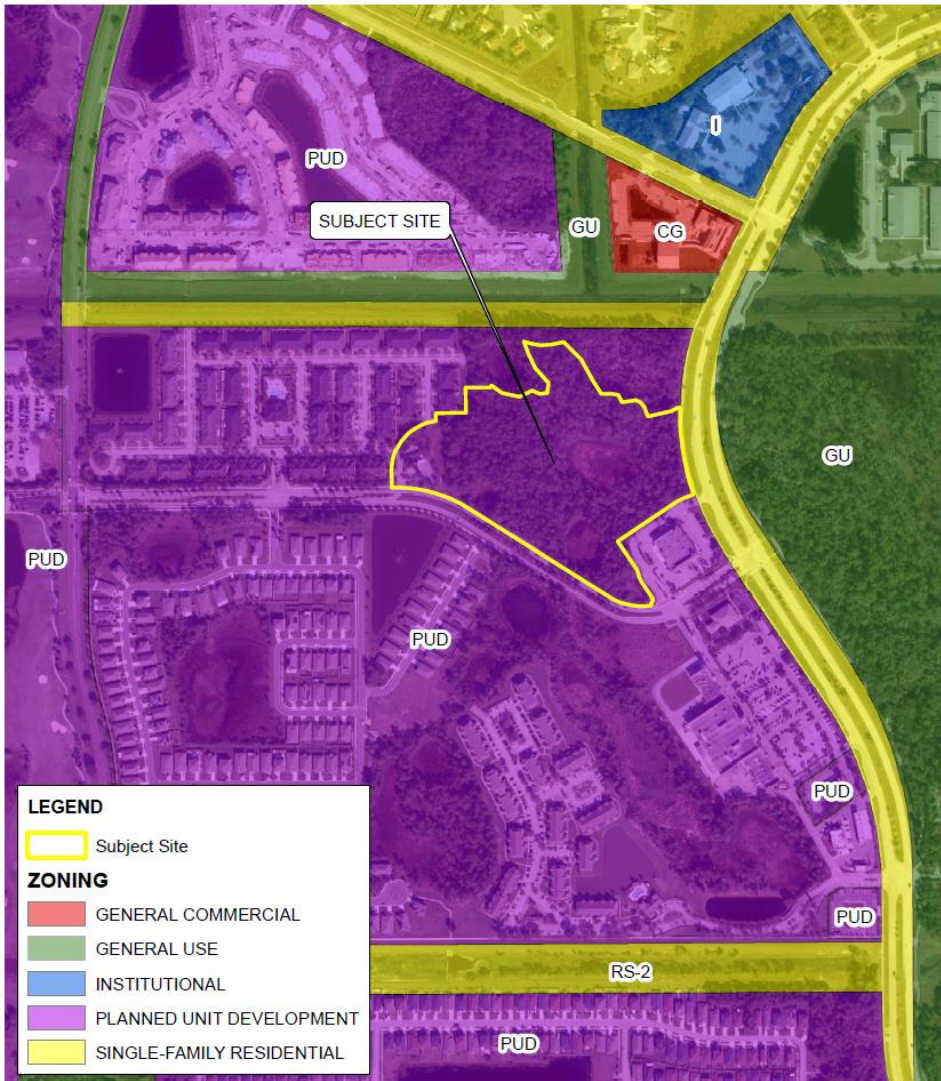 I
PUD
SUBJECT SITE
GU
CG
GU
PUD
PUD
PUD
PUD
RS-2
PUD
LEGEND
Subject Site
ZONING
GENERAL COMMERCIAL
GENERAL USE
INSTITUTIONAL
PLANNED UNIT DEVELOPMENT
SINGLE-FAMILY RESIDENTIAL